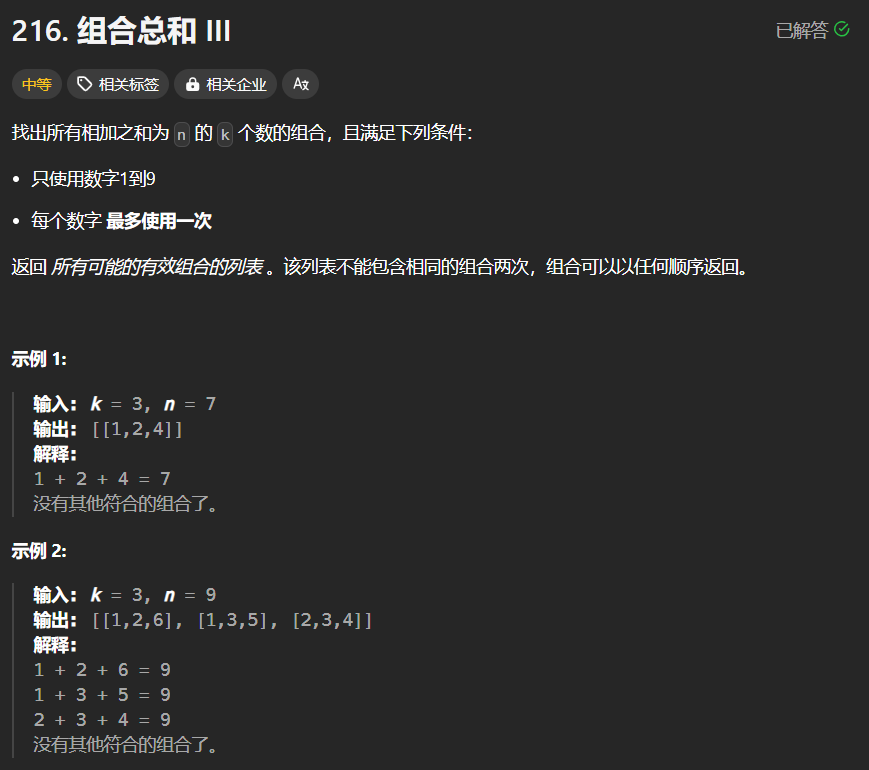 216. 组合总和 III
已解答
中等 相关标签 相关企业 Aх
找出所有相加之和为 n 的 k 个数的组合，且满足下列条件：
• 只使用数字1到9
• 每个数字 最多使用一次
返回 所有可能的有效组合的列表 。该列表不能包含相同的组合两次，组合可以以任何顺序返回。
示例 1:
输入: k = 3, n = 7
输出: [[1,2,4]]
解释:
1 + 2 + 4 = 7
没有其他符合的组合了。
示例 2:
输入: k = 3, n = 9
输出: [[1,2,6], [1,3,5], [2,3,4]]
解释:
1 + 2 + 6 = 9
1 + 3 + 5 = 9
2 + 3 + 4 = 9
没有其他符合的组合了。